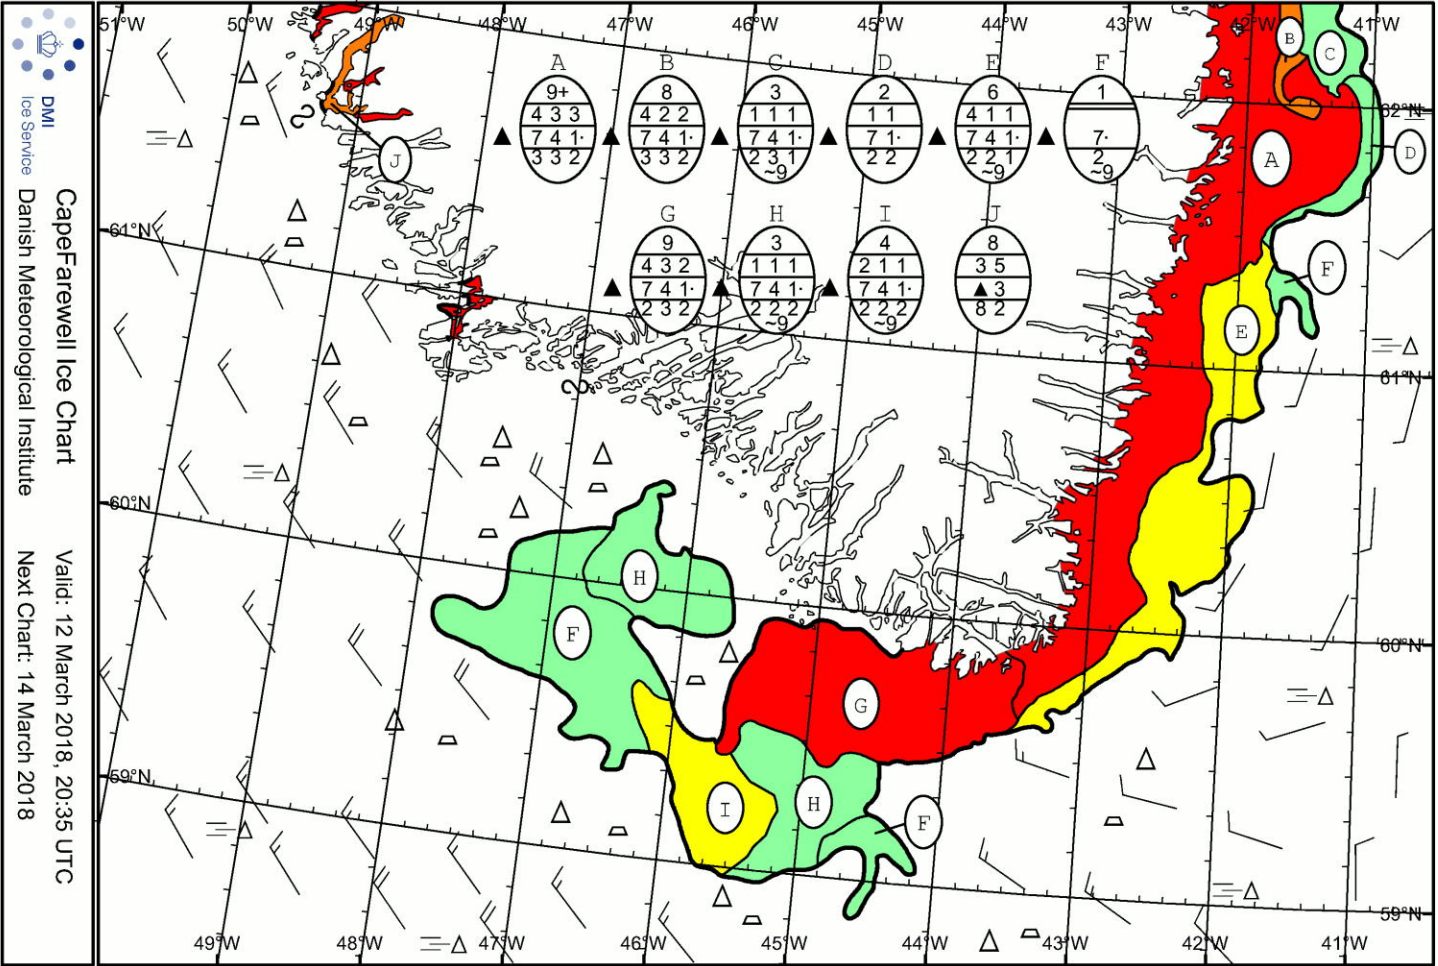 DMI
Ice Service
CapeFarewell Ice Chart
Danish Meteorological Institute
Valid: 12 March 2018, 20:35 UTC
Next Chart: 14 March 2018
51°W 50°W 49°W 48°W 47°W 46°W 45°W 44°W 43°W 42°W 41°W
A
9+
4 3 3
7 4 1·
3 3 2
B
8
4 2 2
7 4 1·
3 3 2
C
3
1 1 1
7 4 1·
2 3 1
~9
D
2
1 1
7 1·
2 2
E
6
4 1 1
7 4 1·
2 2 1
~9
F
1
7·
2
~9
G
9
4 3 2
7 4 1·
2 3 2
H
3
1 1 1
7 4 1·
2 2 2
~9
I
4
2 1 1
7 4 1·
2 2 2
~9
J
8
3 5
▲ 3
8 2
B
C
62°N
J
A
D
61°N
F
E
61°N
60°N
H
F
60°N
G
59°N
I
H
F
59°N
49°W 48°W 47°W 46°W 45°W 44°W 43°W 42°W 41°W